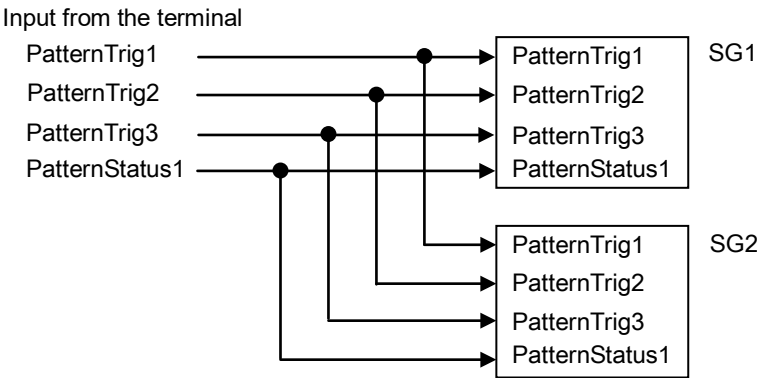 Input from the terminal
PatternTrig1
PatternTrig2
PatternTrig3
PatternStatus1
PatternTrig1
PatternTrig2
PatternTrig3
PatternStatus1
SG1
PatternTrig1
PatternTrig2
PatternTrig3
PatternStatus1
SG2